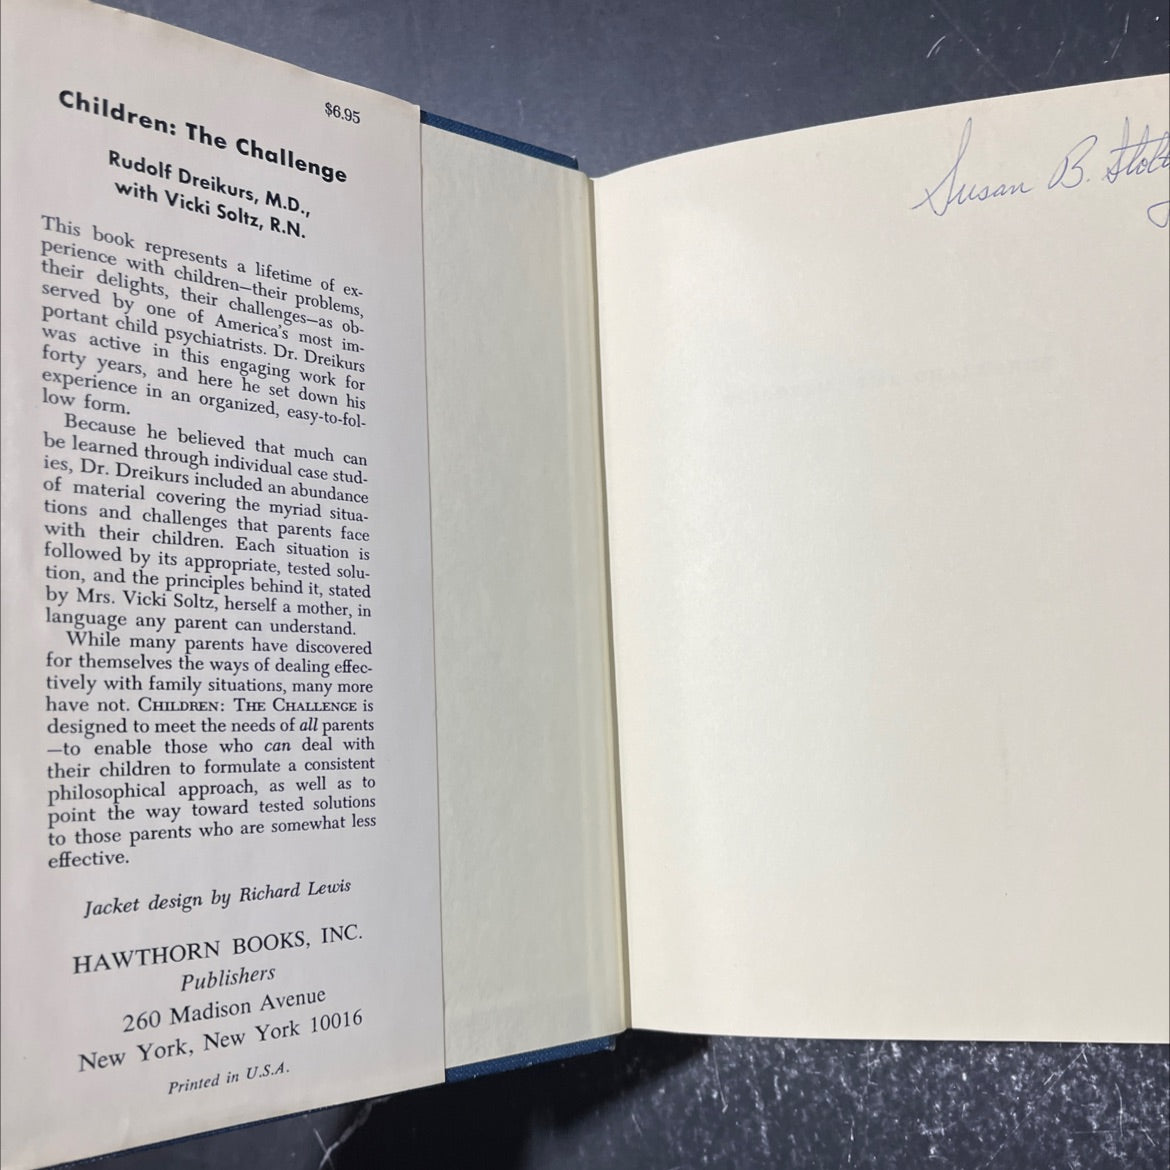 $6.95
Children: The Challenge
Rudolf Dreikurs, M.D.,
with Vicki Soltz, R.N.
This book represents a lifetime of ex-
perience with children—their problems,
their delights, their challenges—as ob-
served by one of America's most im-
portant child psychiatrists. Dr. Dreikurs
was active in this engaging work for
forty years, and here he set down his
experience in an organized, easy-to-fol-
low form.
Because he believed that much can
be learned through individual case stud-
ies, Dr. Dreikurs included an abundance
of material covering the myriad situa-
tions and challenges that parents face
with their children. Each situation is
followed by its appropriate, tested solu-
tion, and the principles behind it, stated
by Mrs. Vicki Soltz, herself a mother, in
language any parent can understand.
While many parents have discovered
for themselves the ways of dealing effec-
tively with family situations, many more
have not. CHILDREN: THE CHALLENGE is
designed to meet the needs of all parents
—to enable those who can deal with
their children to formulate a consistent
philosophical approach, as well as to
point the way toward tested solutions
to those parents who are somewhat less
effective.
Jacket design by Richard Lewis
HAWTHORN BOOKS, INC.
Publishers
260 Madison Avenue
New York, New York 10016
Printed in U.S.A.
Susan B.